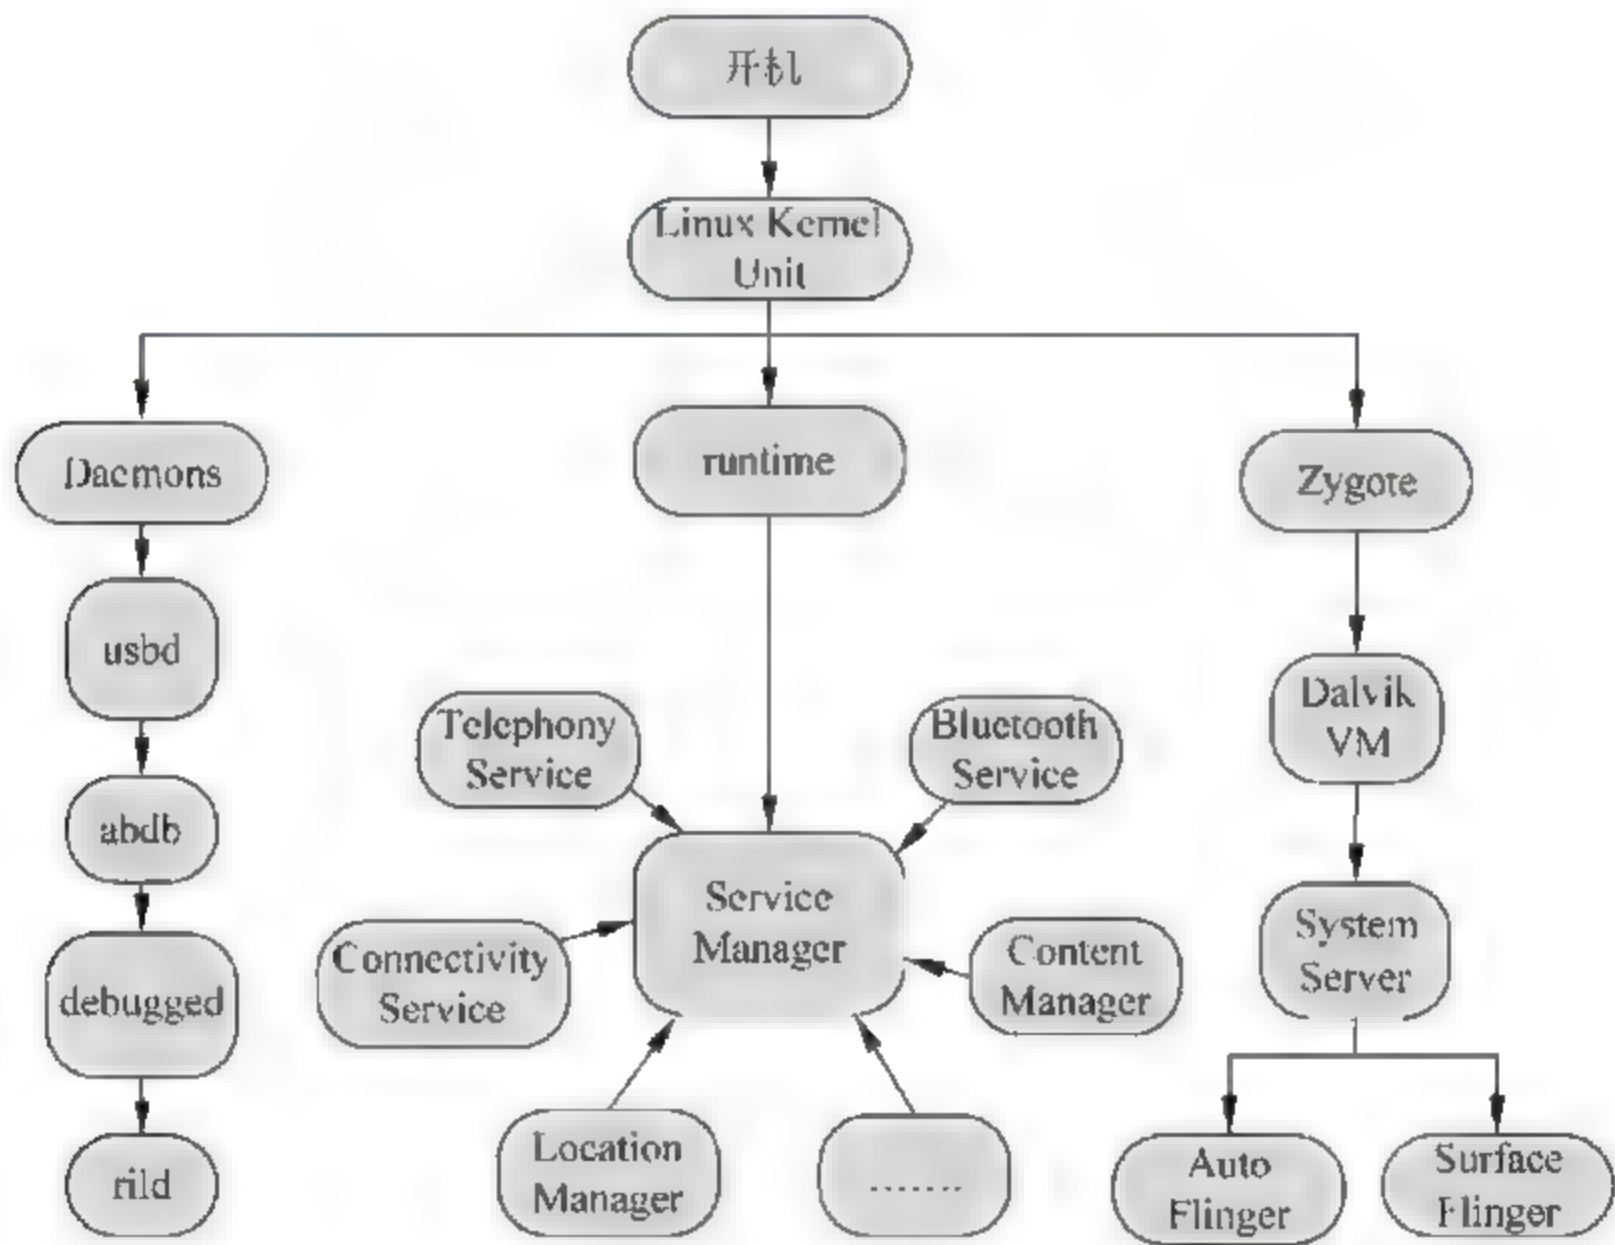 开机
Linux Kernel
Unit
Daemons
runtime
Zygote
usbd
Dalvik
VM
Telephony
Service
Bluetooth
Service
abdb
Service
Manager
System
Server
Connectivity
Service
Content
Manager
debugged
Location
Manager
.......
Auto
Flinger
Surface
Flinger
rild